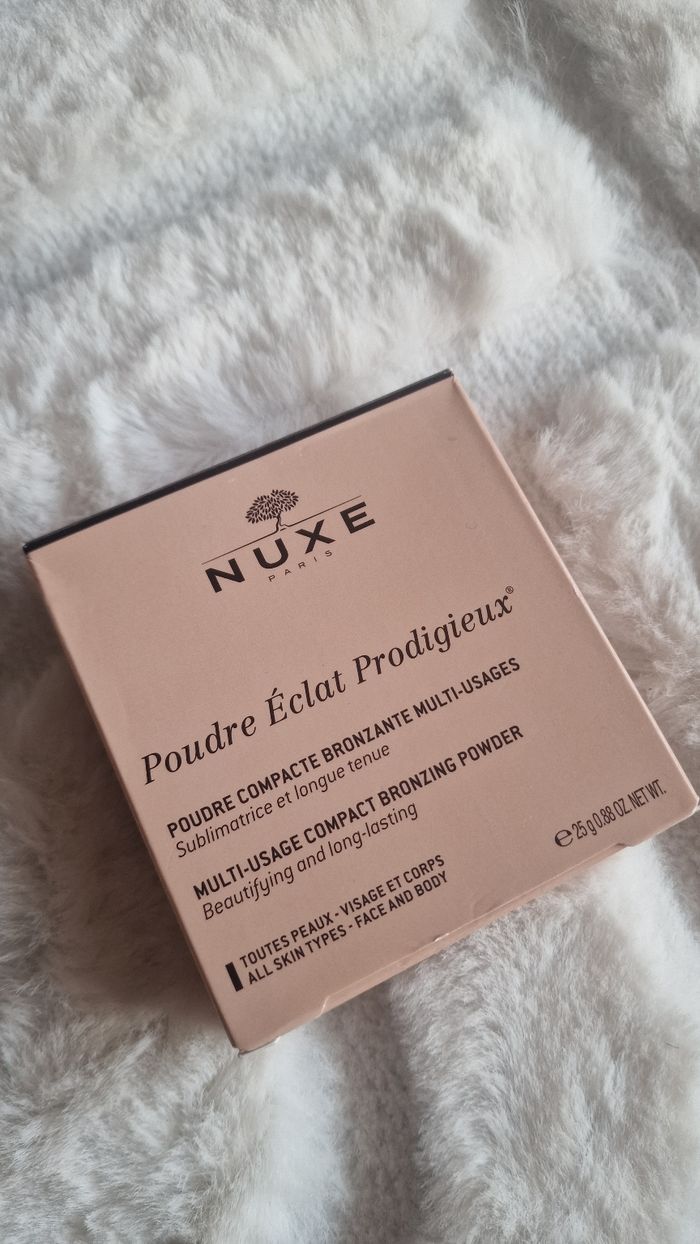 NUXE
PARIS
Poudre Éclat Prodigieux®
POUDRE COMPACTE BRONZANTE MULTI-USAGES
Sublimatrice et longue tenue
MULTI-USAGE COMPACT BRONZING POWDER
Beautifying and long-lasting
TOUTES PEAUX - VISAGE ET CORPS
ALL SKIN TYPES - FACE AND BODY
℮ 25 g 0.88 OZ. NET WT.